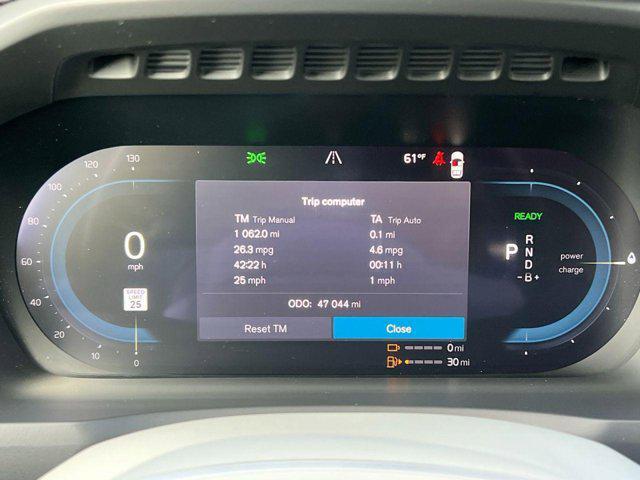 130
120
100
80
60
40
20
10
0
61°F
0
mph
SPEED
LIMIT
25
Trip computer
TM Trip Manual TA Trip Auto
1 062.0 mi 0.1 mi
26.3 mpg 4.6 mpg
42:22 h 00:11 h
25 mph 1 mph
ODO: 47 044 mi
Reset TM Close
0 mi
30 mi
READY
P R
N
D
-B+
power
charge